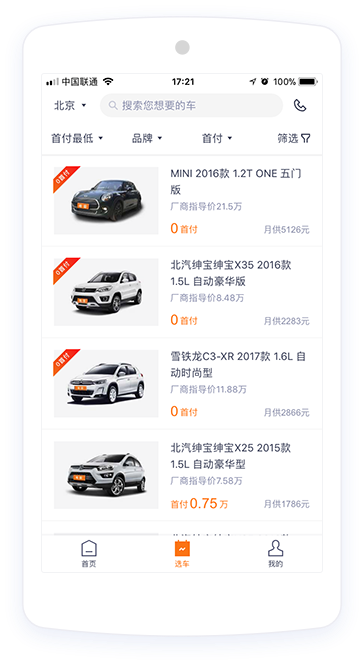 中国联通 17:21 100%
北京 搜索您想要的车
首付最低 品牌 首付 筛选
0首付
MINI 2016款 1.2T ONE 五门
版
厂商指导价21.5万
0首付 月供5126元
0首付
北汽绅宝绅宝X35 2016款
1.5L 自动豪华版
厂商指导价8.48万
0首付 月供2283元
0首付
雪铁龙C3-XR 2017款 1.6L 自
动时尚型
厂商指导价11.88万
0首付 月供2866元
北汽绅宝绅宝X25 2015款
1.5L 自动豪华型
厂商指导价7.58万
首付0.75万 月供1786元
首页 选车 我的